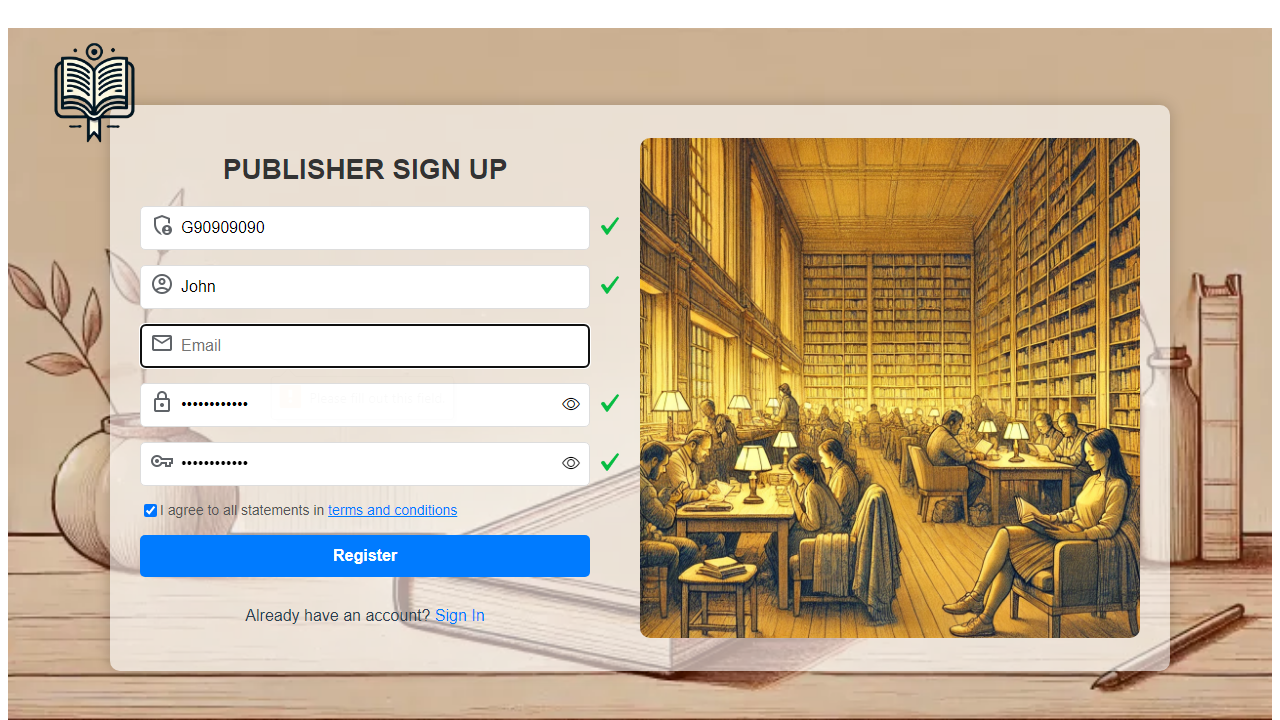 PUBLISHER SIGN UP
G90909090
John
Email
••••••••••••
••••••••••••
I agree to all statements in terms and conditions
Register
Already have an account? Sign In